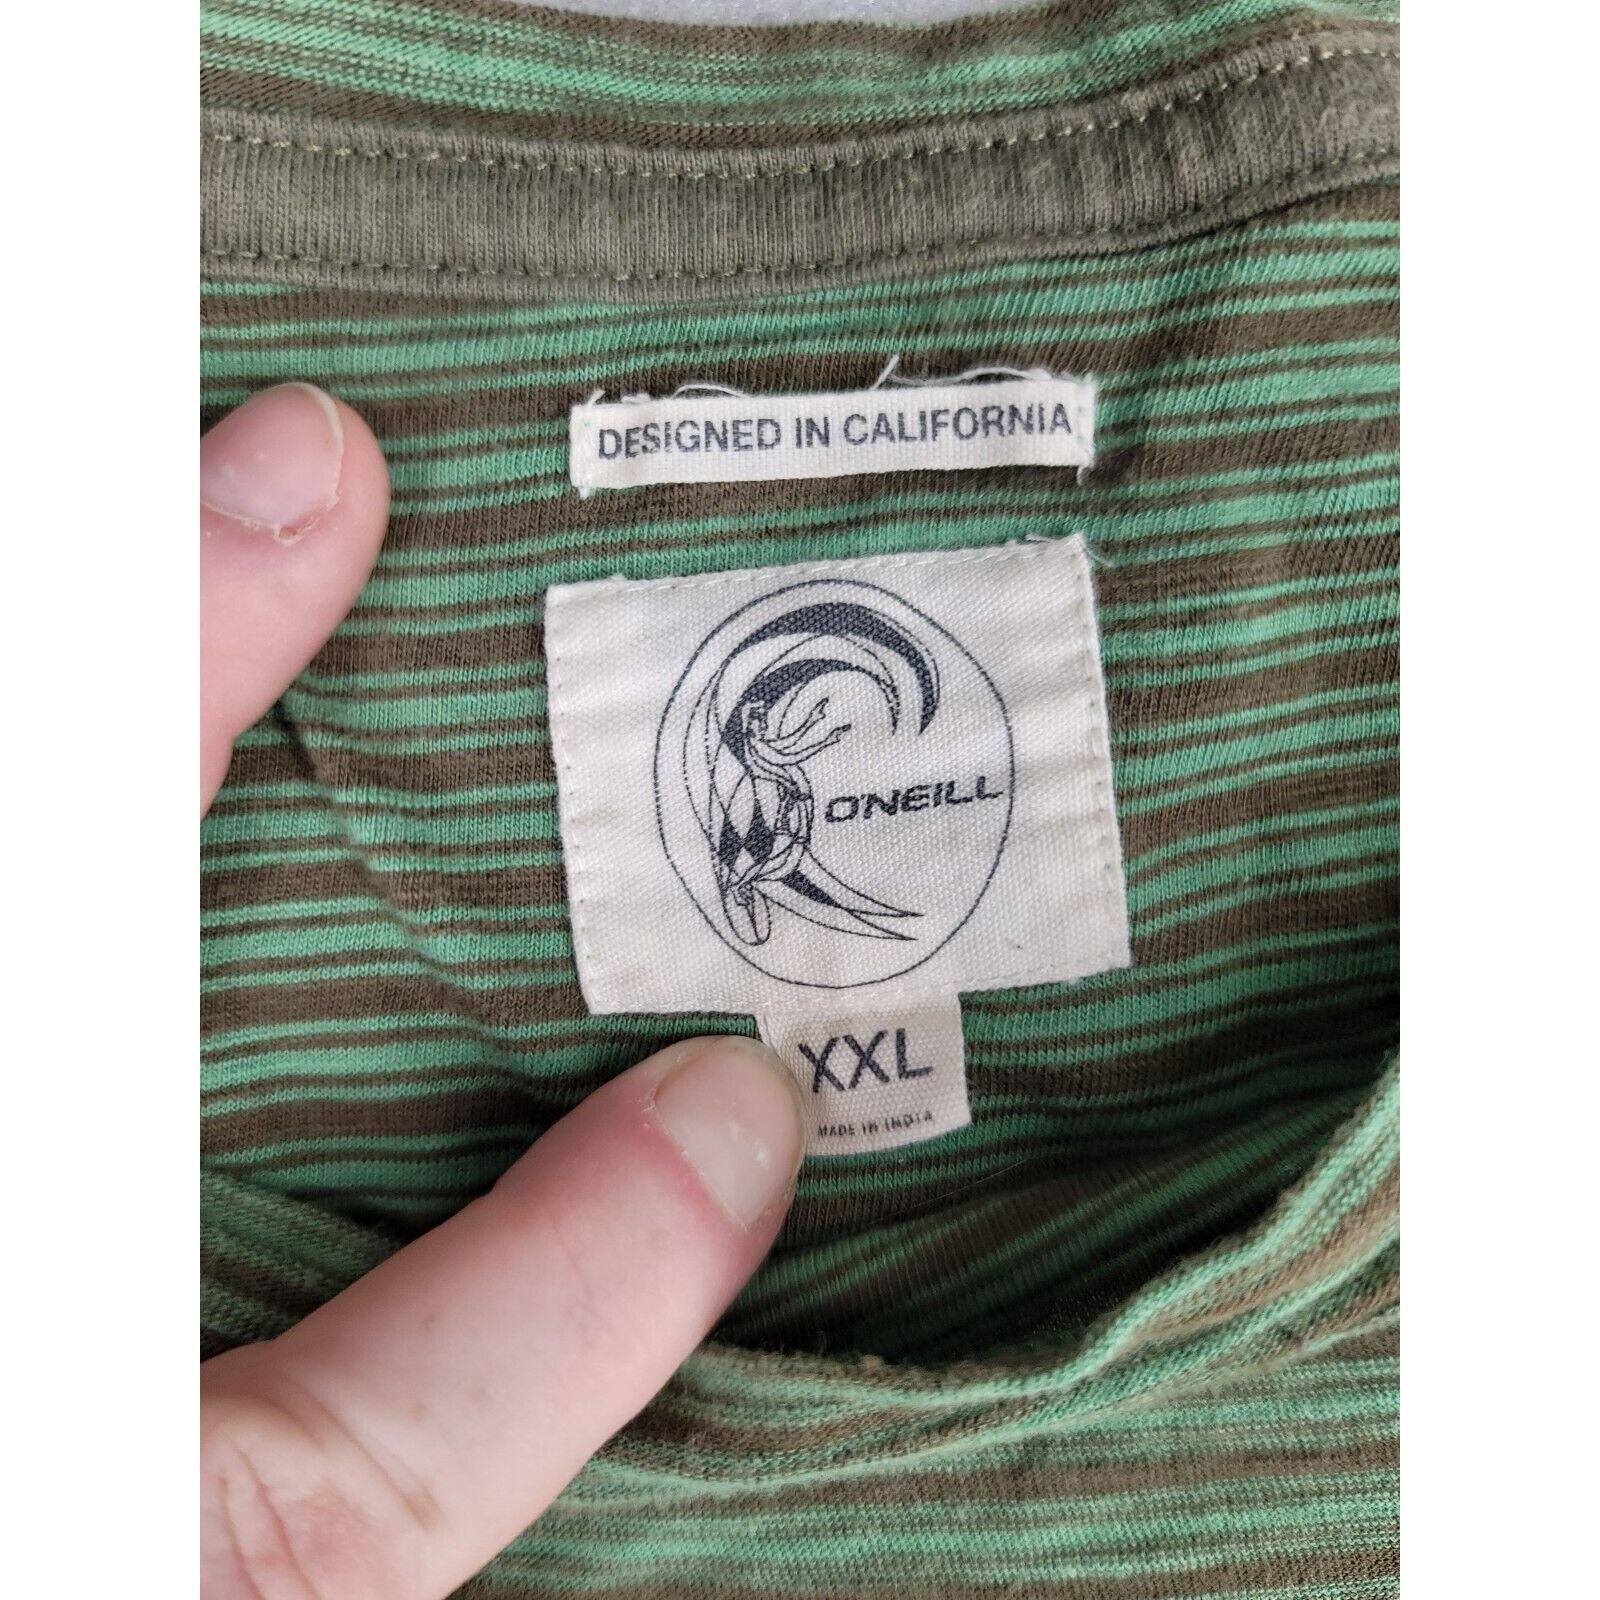 DESIGNED IN CALIFORNIA
O'NEILL
XXL
MADE IN INDIA